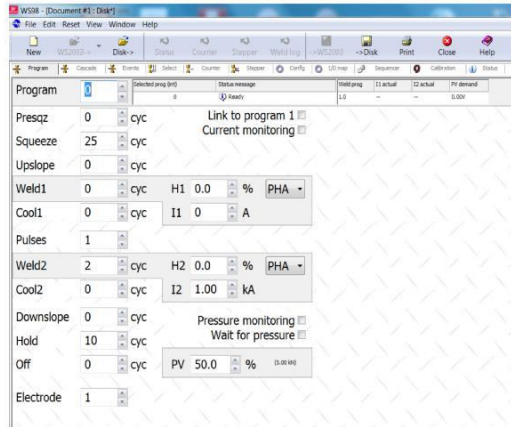 WS98 - [Document #1 : Disk*]
File Edit Reset View Window Help
New WS2003-> Disk-> Status Counter Stepper Weld log ->WS2003 ->Disk Print Close Help
Program Cascade Events Select Counter Stepper Config I/O map Sequencer Calibration Status
Program 0 Selected prog (int) Status message Weld prog I1 actual I2 actual PV demand
0 Ready 1.0 -- -- 0.00V
Presqz 0 cyc Link to program 1
Squeeze 25 cyc Current monitoring
Upslope 0 cyc
Weld1 0 cyc H1 0.0 % PHA
Cool1 0 cyc I1 0 A
Pulses 1
Weld2 2 cyc H2 0.0 % PHA
Cool2 0 cyc I2 1.00 kA
Downslope 0 cyc Pressure monitoring
Hold 10 cyc Wait for pressure
Off 0 cyc PV 50.0 % (5.00 kN)
Electrode 1